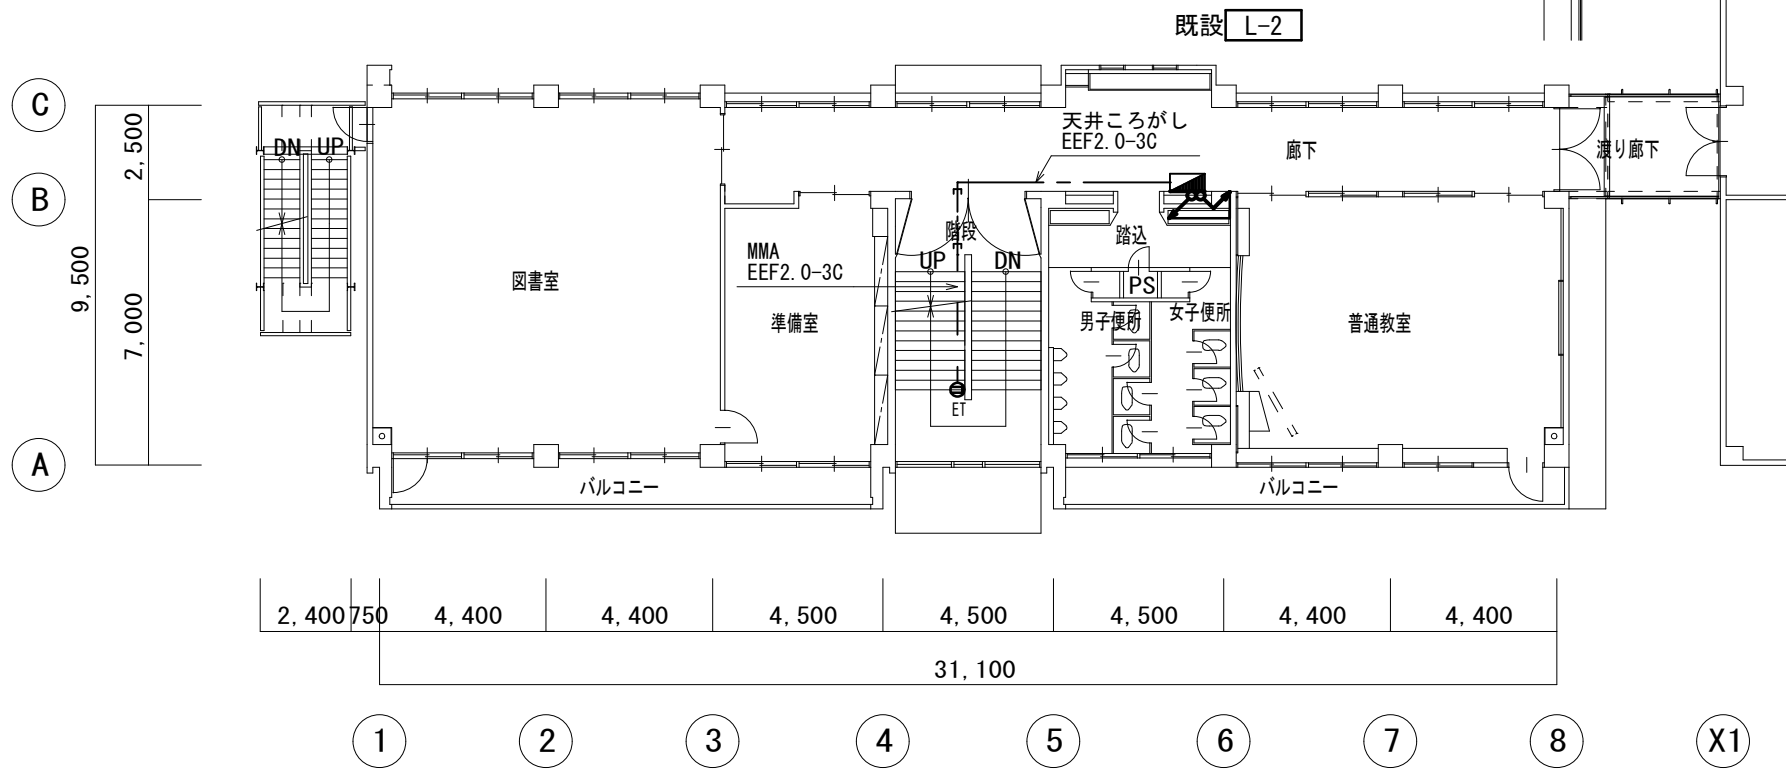 既設 L-2
C
2,500
天井ころがし
EEF2.0-3C
廊下
渡り廊下
DN UP
B
階段
踏込
MMA
EEF2.0-3C
UP DN
PS
9,500
7,000
図書室
準備室
男子便所
女子便所
普通教室
ET
A
バルコニー
バルコニー
2,400 750 4,400 4,400 4,500 4,500 4,500 4,400 4,400
31,100
1 2 3 4 5 6 7 8 X1